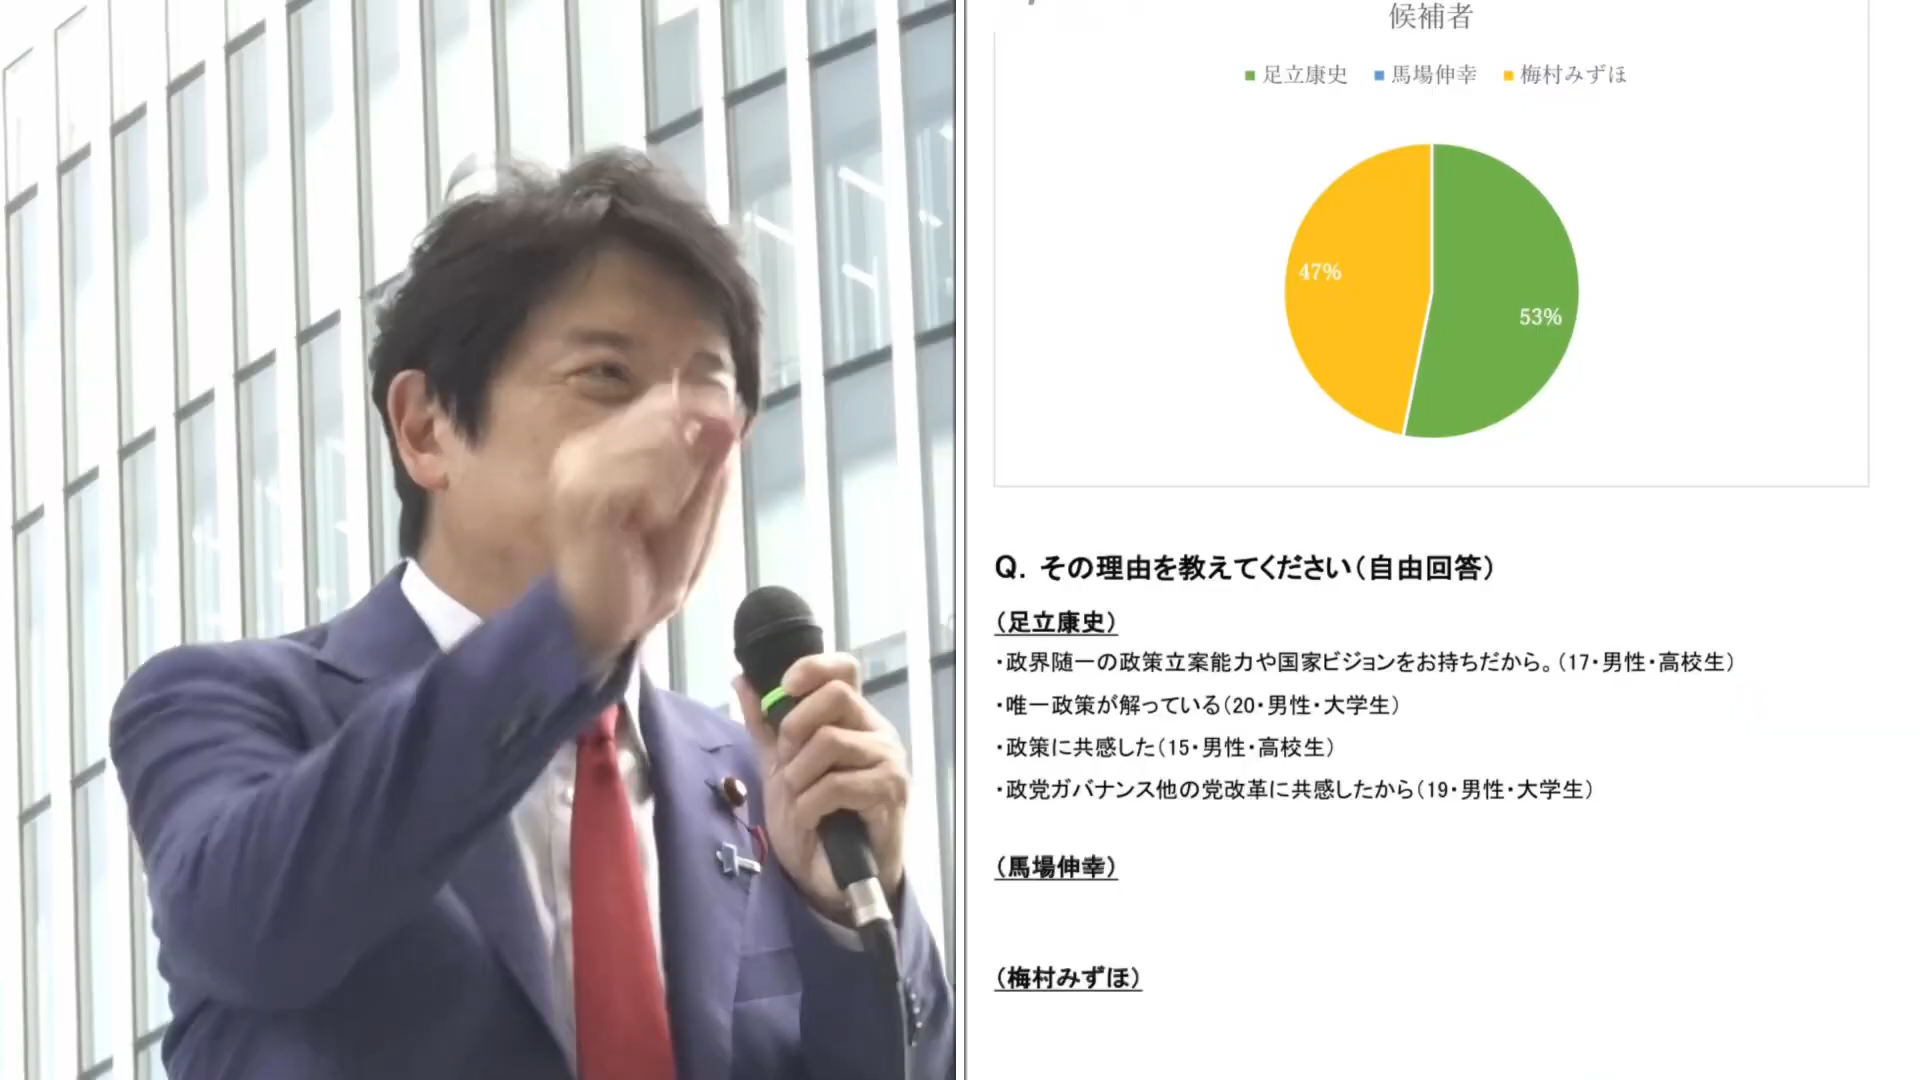 候補者
足立康史 馬場伸幸 梅村みずほ
47%
53%
Q. その理由を教えてください（自由回答）
（足立康史）
・政界随一の政策立案能力や国家ビジョンをお持ちだから。（17・男性・高校生）
・唯一政策が解っている（20・男性・大学生）
・政策に共感した（15・男性・高校生）
・政党ガバナンス他の党改革に共感したから（19・男性・大学生）
（馬場伸幸）
（梅村みずほ）